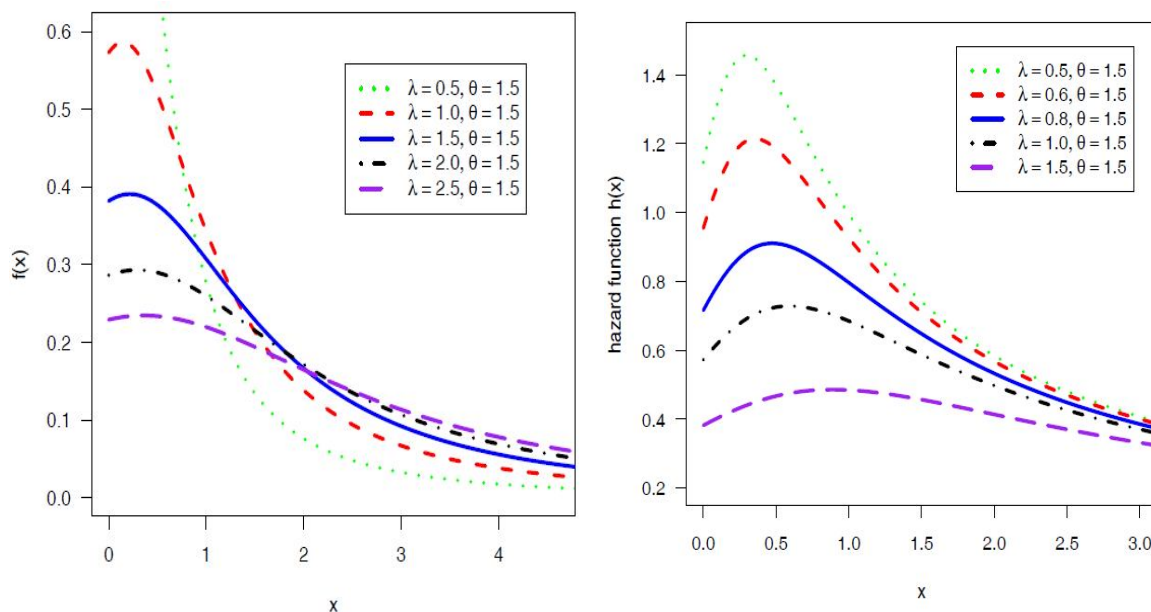 0.6
0.5
0.4
0.3
0.2
0.1
0.0
f(x)
λ = 0.5, θ = 1.5
λ = 1.0, θ = 1.5
λ = 1.5, θ = 1.5
λ = 2.0, θ = 1.5
λ = 2.5, θ = 1.5
0 1 2 3 4
x
1.4
1.2
1.0
0.8
0.6
0.4
0.2
hazard function h(x)
λ = 0.5, θ = 1.5
λ = 0.6, θ = 1.5
λ = 0.8, θ = 1.5
λ = 1.0, θ = 1.5
λ = 1.5, θ = 1.5
0.0 0.5 1.0 1.5 2.0 2.5 3.0
x